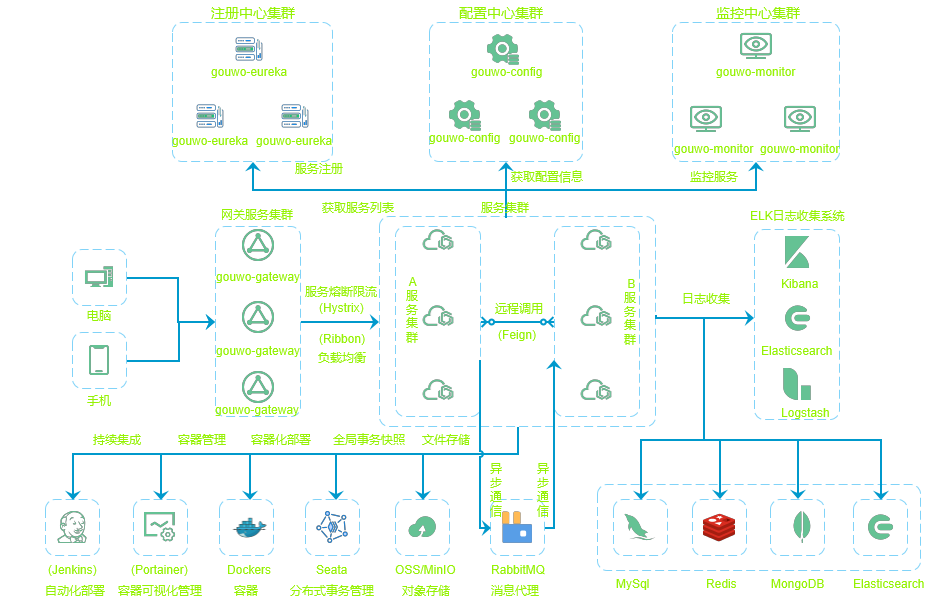 注册中心集群
配置中心集群
监控中心集群
gouwo-eureka
gouwo-config
gouwo-monitor
gouwo-eureka
gouwo-eureka
gouwo-config
gouwo-config
gouwo-monitor
gouwo-monitor
服务注册
获取配置信息
监控服务
网关服务集群
获取服务列表
服务集群
ELK日志收集系统
gouwo-gateway
gouwo-gateway
gouwo-gateway
电脑
手机
服务熔断限流
(Hystrix)
(Ribbon)
负载均衡
A服务集群
远程调用
(Feign)
B服务集群
日志收集
Kibana
Elasticsearch
Logstash
持续集成
容器管理
容器化部署
全局事务快照
文件存储
异步通信
异步通信
(Jenkins)
自动化部署
(Portainer)
容器可视化管理
Dockers
容器
Seata
分布式事务管理
OSS/MinIO
对象存储
RabbitMQ
消息代理
MySql
Redis
MongoDB
Elasticsearch